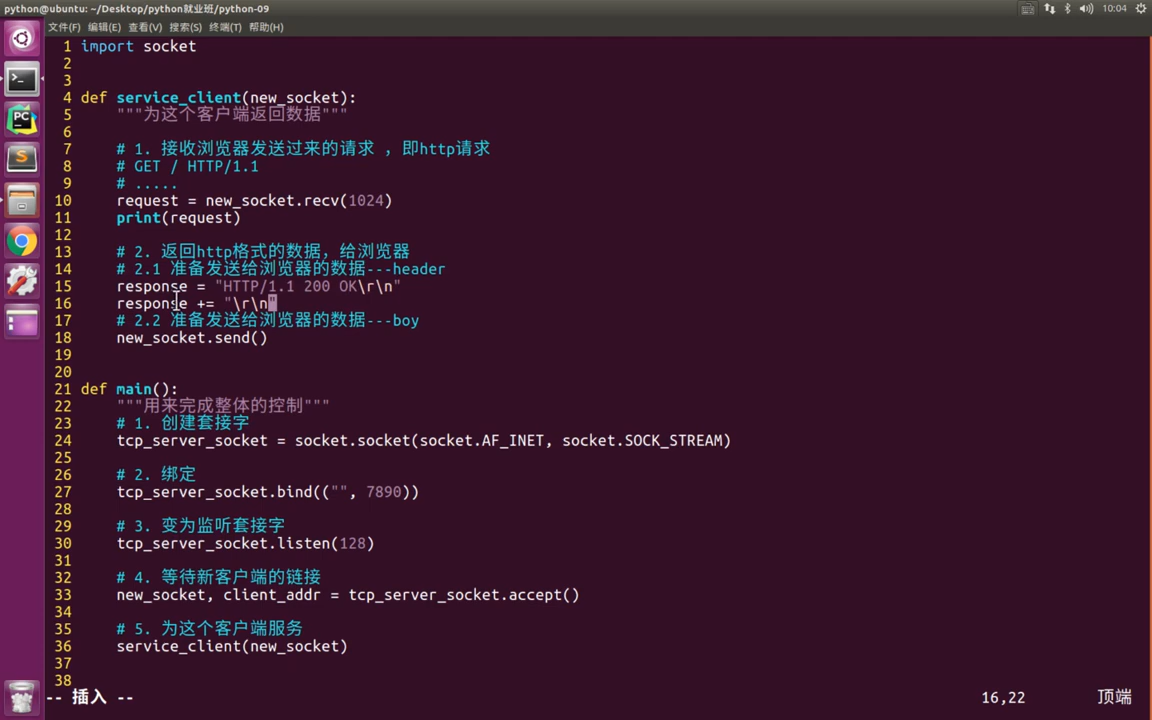 python@ubuntu: ~/Desktop/python就业班/python-09
10:04
文件(F) 编辑(E) 查看(V) 搜索(S) 终端(T) 帮助(H)
1 import socket
2
3
4 def service_client(new_socket):
5 """为这个客户端返回数据"""
6
7 # 1. 接收浏览器发送过来的请求 ，即http请求
8 # GET / HTTP/1.1
9 # .....
10 request = new_socket.recv(1024)
11 print(request)
12
13 # 2. 返回http格式的数据，给浏览器
14 # 2.1 准备发送给浏览器的数据---header
15 response = "HTTP/1.1 200 OK\r\n"
16 response += "\r\n"
17 # 2.2 准备发送给浏览器的数据---boy
18 new_socket.send()
19
20
21 def main():
22 """用来完成整体的控制"""
23 # 1. 创建套接字
24 tcp_server_socket = socket.socket(socket.AF_INET, socket.SOCK_STREAM)
25
26 # 2. 绑定
27 tcp_server_socket.bind(("", 7890))
28
29 # 3. 变为监听套接字
30 tcp_server_socket.listen(128)
31
32 # 4. 等待新客户端的链接
33 new_socket, client_addr = tcp_server_socket.accept()
34
35 # 5. 为这个客户端服务
36 service_client(new_socket)
37
38
-- 插入 --
16,22
顶端
PC
S